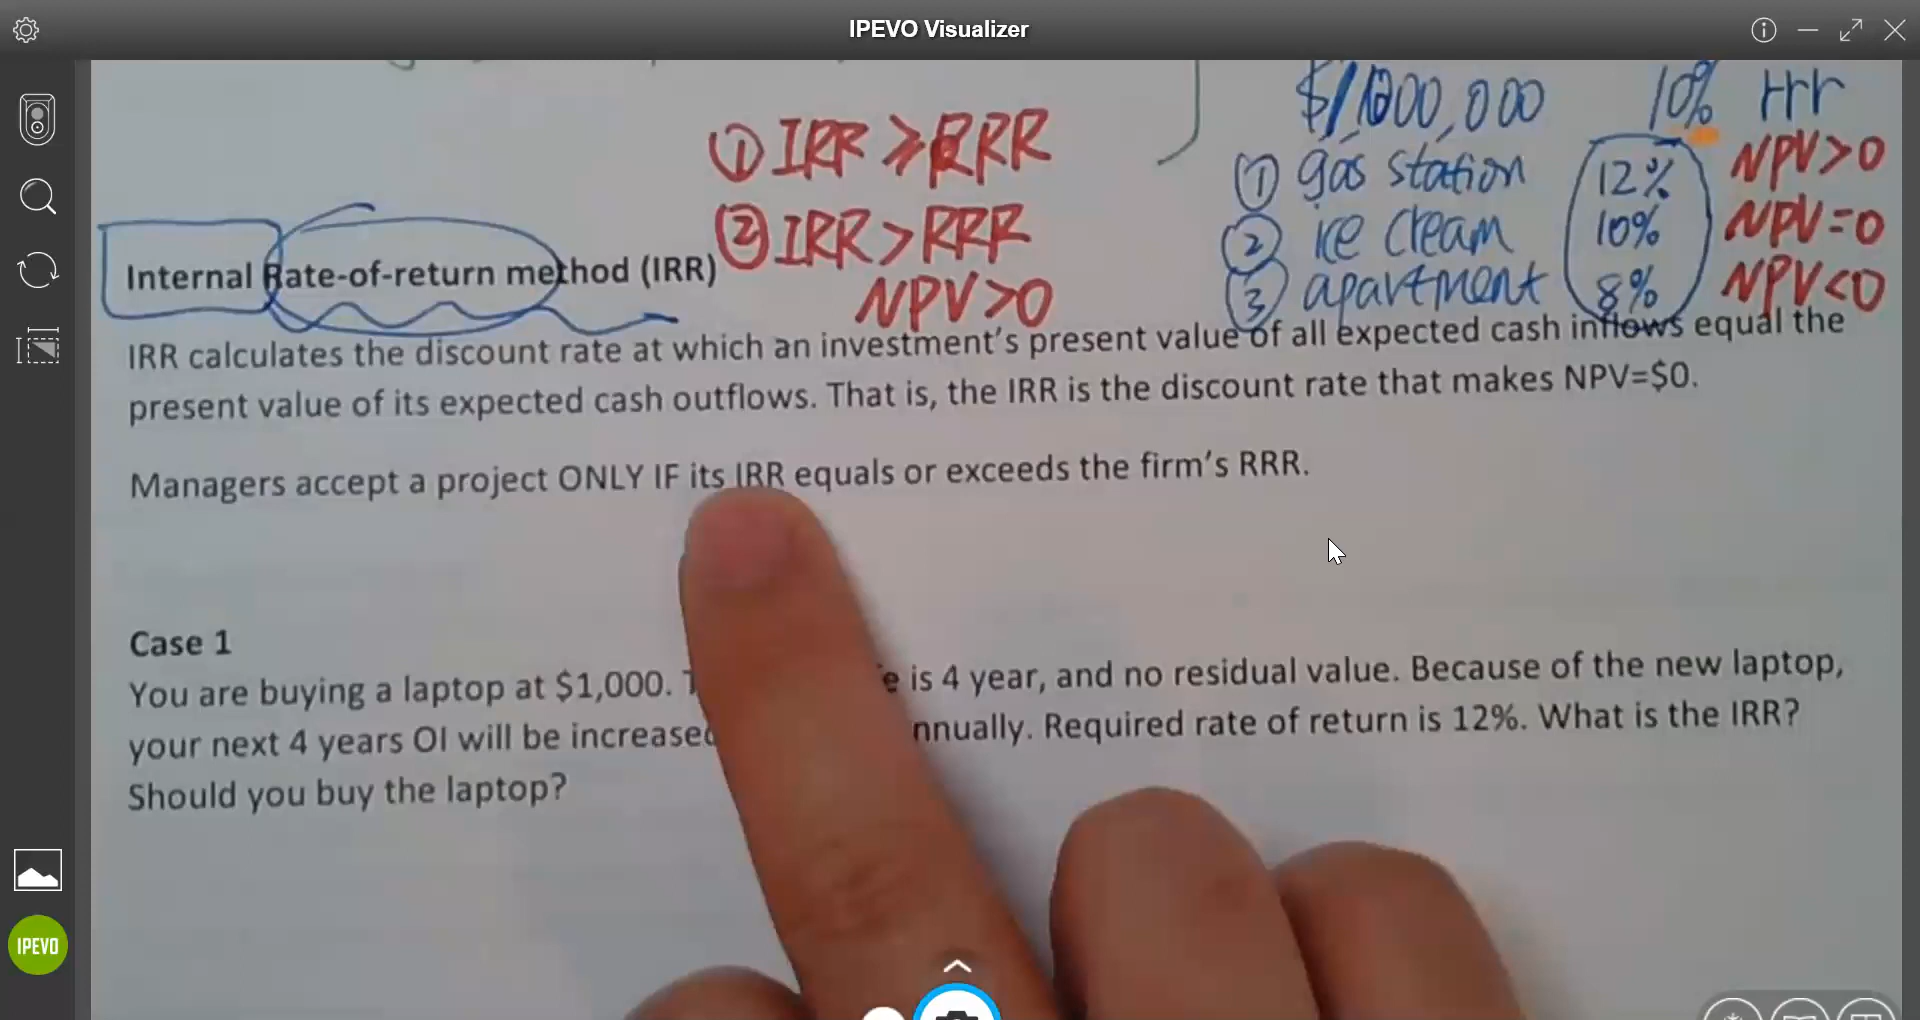 IPEVO Visualizer
$1,000,000 10% rrr
① IRR ≥ RRR
① gas station 12% NPV>0
② IRR > RRR
② ice cream 10% NPV=0
NPV>0
③ apartment 8% NPV<0
Internal Rate-of-return method (IRR)
IRR calculates the discount rate at which an investment's present value of all expected cash inflows equal the
present value of its expected cash outflows. That is, the IRR is the discount rate that makes NPV=$0.
Managers accept a project ONLY IF its IRR equals or exceeds the firm's RRR.
Case 1
You are buying a laptop at $1,000. is 4 year, and no residual value. Because of the new laptop,
your next 4 years OI will be increased nnually. Required rate of return is 12%. What is the IRR?
Should you buy the laptop?
IPEVO